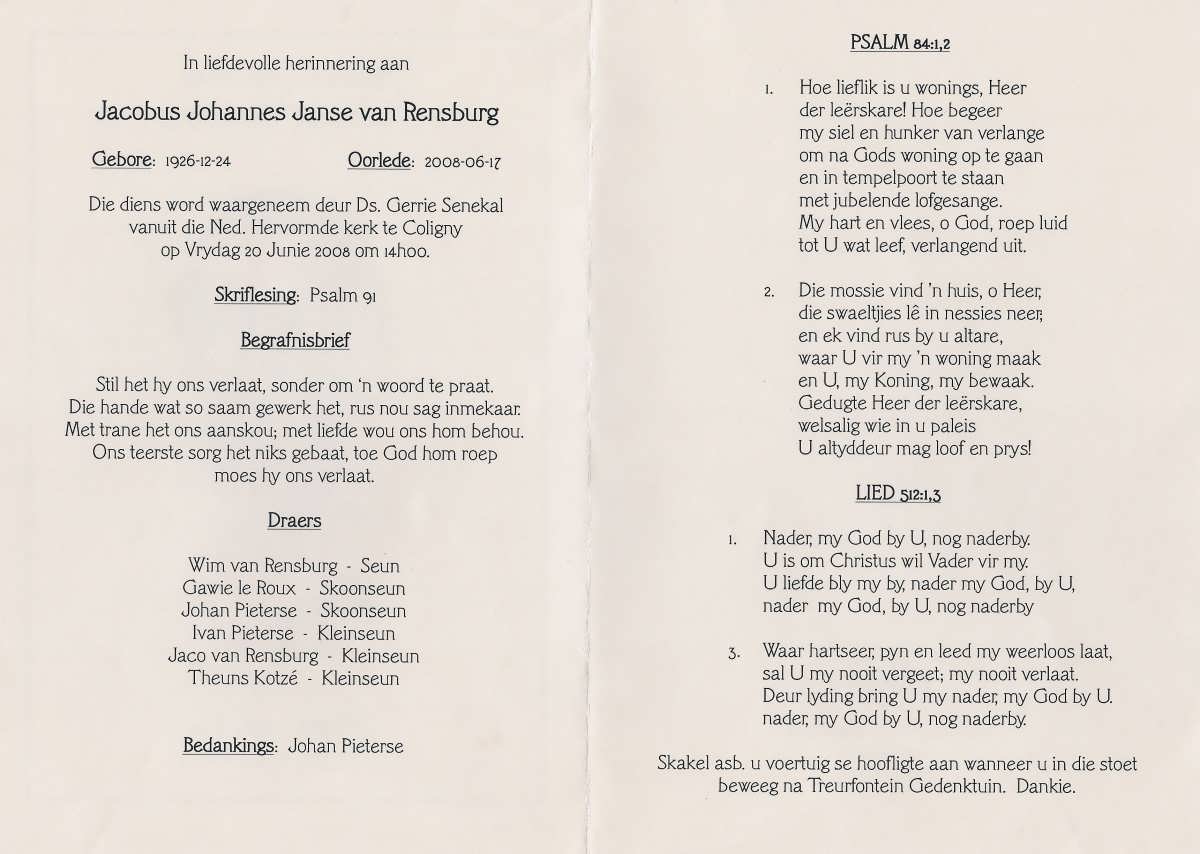 In liefdevolle herinnering aan
Jacobus Johannes Janse van Rensburg
Gebore: 1926-12-24 Oorlede: 2008-06-17
Die diens word waargeneem deur Ds. Gerrie Senekal
vanuit die Ned. Hervormde kerk te Coligny
op Vrydag 20 Junie 2008 om 14h00.
Skriflesing: Psalm 91
Begrafnisbrief
Stil het hy ons verlaat, sonder om 'n woord te praat.
Die hande wat so saam gewerk het, rus nou sag inmekaar.
Met trane het ons aanskou; met liefde wou ons hom behou.
Ons teerste sorg het niks gebaat, toe God hom roep
moes hy ons verlaat.
Draers
Wim van Rensburg - Seun
Gawie le Roux - Skoonseun
Johan Pieterse - Skoonseun
Ivan Pieterse - Kleinseun
Jaco van Rensburg - Kleinseun
Theuns Kotzé - Kleinseun
Bedankings: Johan Pieterse
PSALM 84:1,2
1. Hoe lieflik is u wonings, Heer
der leërskare! Hoe begeer
my siel en hunker van verlange
om na Gods woning op te gaan
en in tempelpoort te staan
met jubelende lofgesange.
My hart en vlees, o God, roep luid
tot U wat leef, verlangend uit.
2. Die mossie vind 'n huis, o Heer,
die swaeltjies lê in nessies neer;
en ek vind rus by u altare,
waar U vir my 'n woning maak
en U, my Koning, my bewaak.
Gedugte Heer der leërskare,
welsalig wie in u paleis
U altyddeur mag loof en prys!
LIED 512:1,3
1. Nader, my God by U, nog naderby.
U is om Christus wil Vader vir my.
U liefde bly my by, nader my God, by U,
nader my God, by U, nog naderby
3. Waar hartseer, pyn en leed my weerloos laat,
sal U my nooit vergeet; my nooit verlaat.
Deur lyding bring U my nader, my God by U.
nader, my God by U, nog naderby.
Skakel asb. u voertuig se hoofligte aan wanneer u in die stoet
beweeg na Treurfontein Gedenktuin. Dankie.